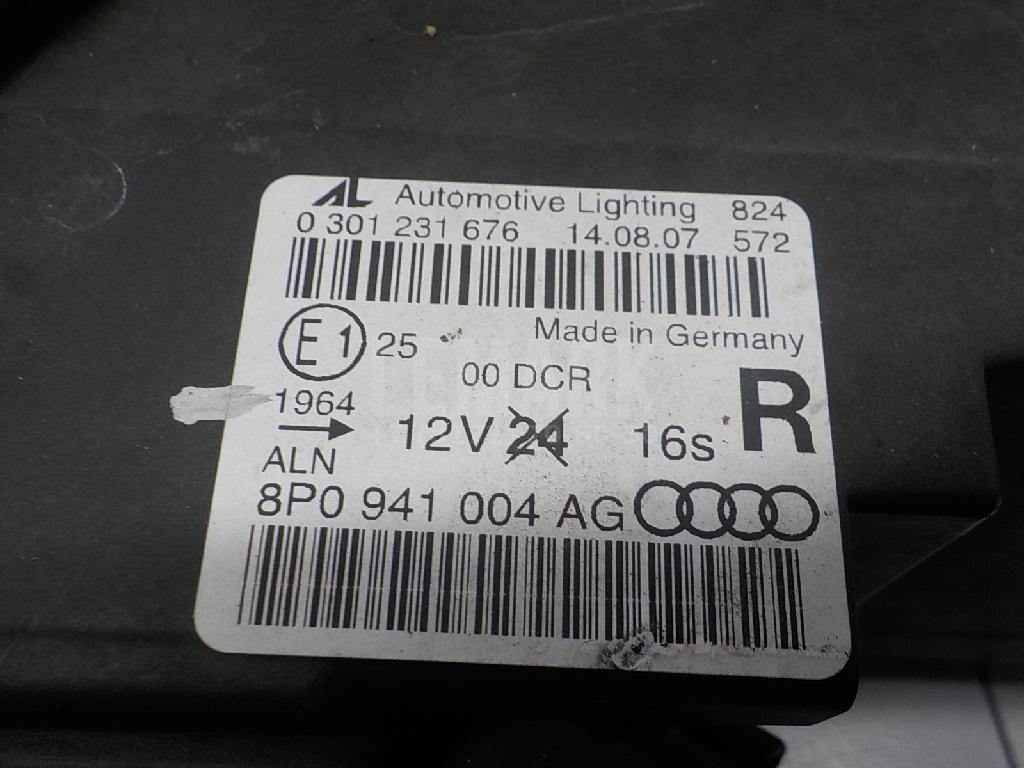 AL Automotive Lighting 824
0 301 231 676 14.08.07 572
Made in Germany
E1 25
00 DCR
1964
12V 24 16s R
ALN
8P0 941 004 AG